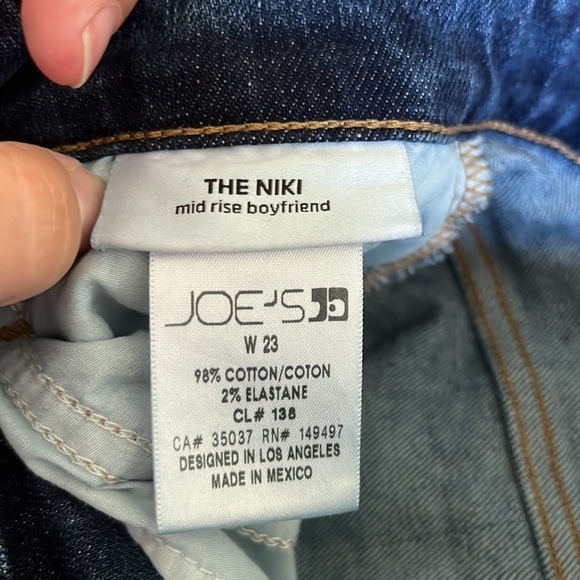 THE NIKI
mid rise boyfriend
JOE'S
W 23
98% COTTON/COTON
2% ELASTANE
CL# 138
CA# 35037 RN# 149497
DESIGNED IN LOS ANGELES
MADE IN MEXICO